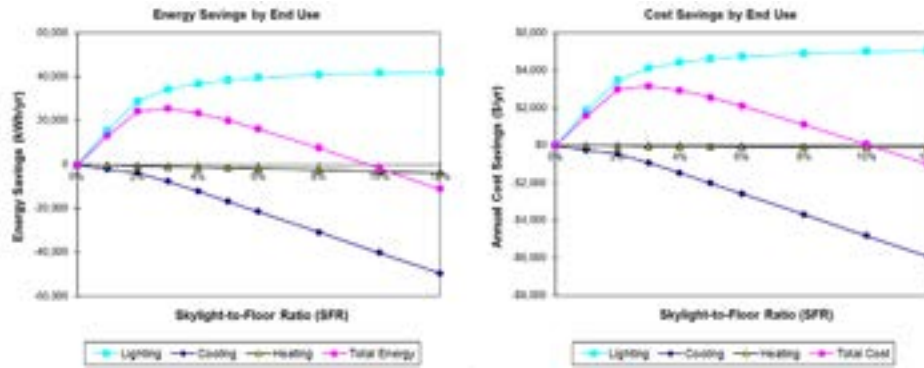 Energy Savings by End Use
60,000
40,000
20,000
0
-20,000
-40,000
-60,000
Energy Savings (kWh/yr)
0%
Skylight-to-Floor Ratio (SFR)
Lighting Cooling Heating Total Energy
Cost Savings by End Use
$6,000
$4,000
$2,000
$0
-$2,000
-$4,000
-$6,000
-$8,000
Annual Cost Savings ($/yr)
0%
Skylight-to-Floor Ratio (SFR)
Lighting Cooling Heating Total Cost